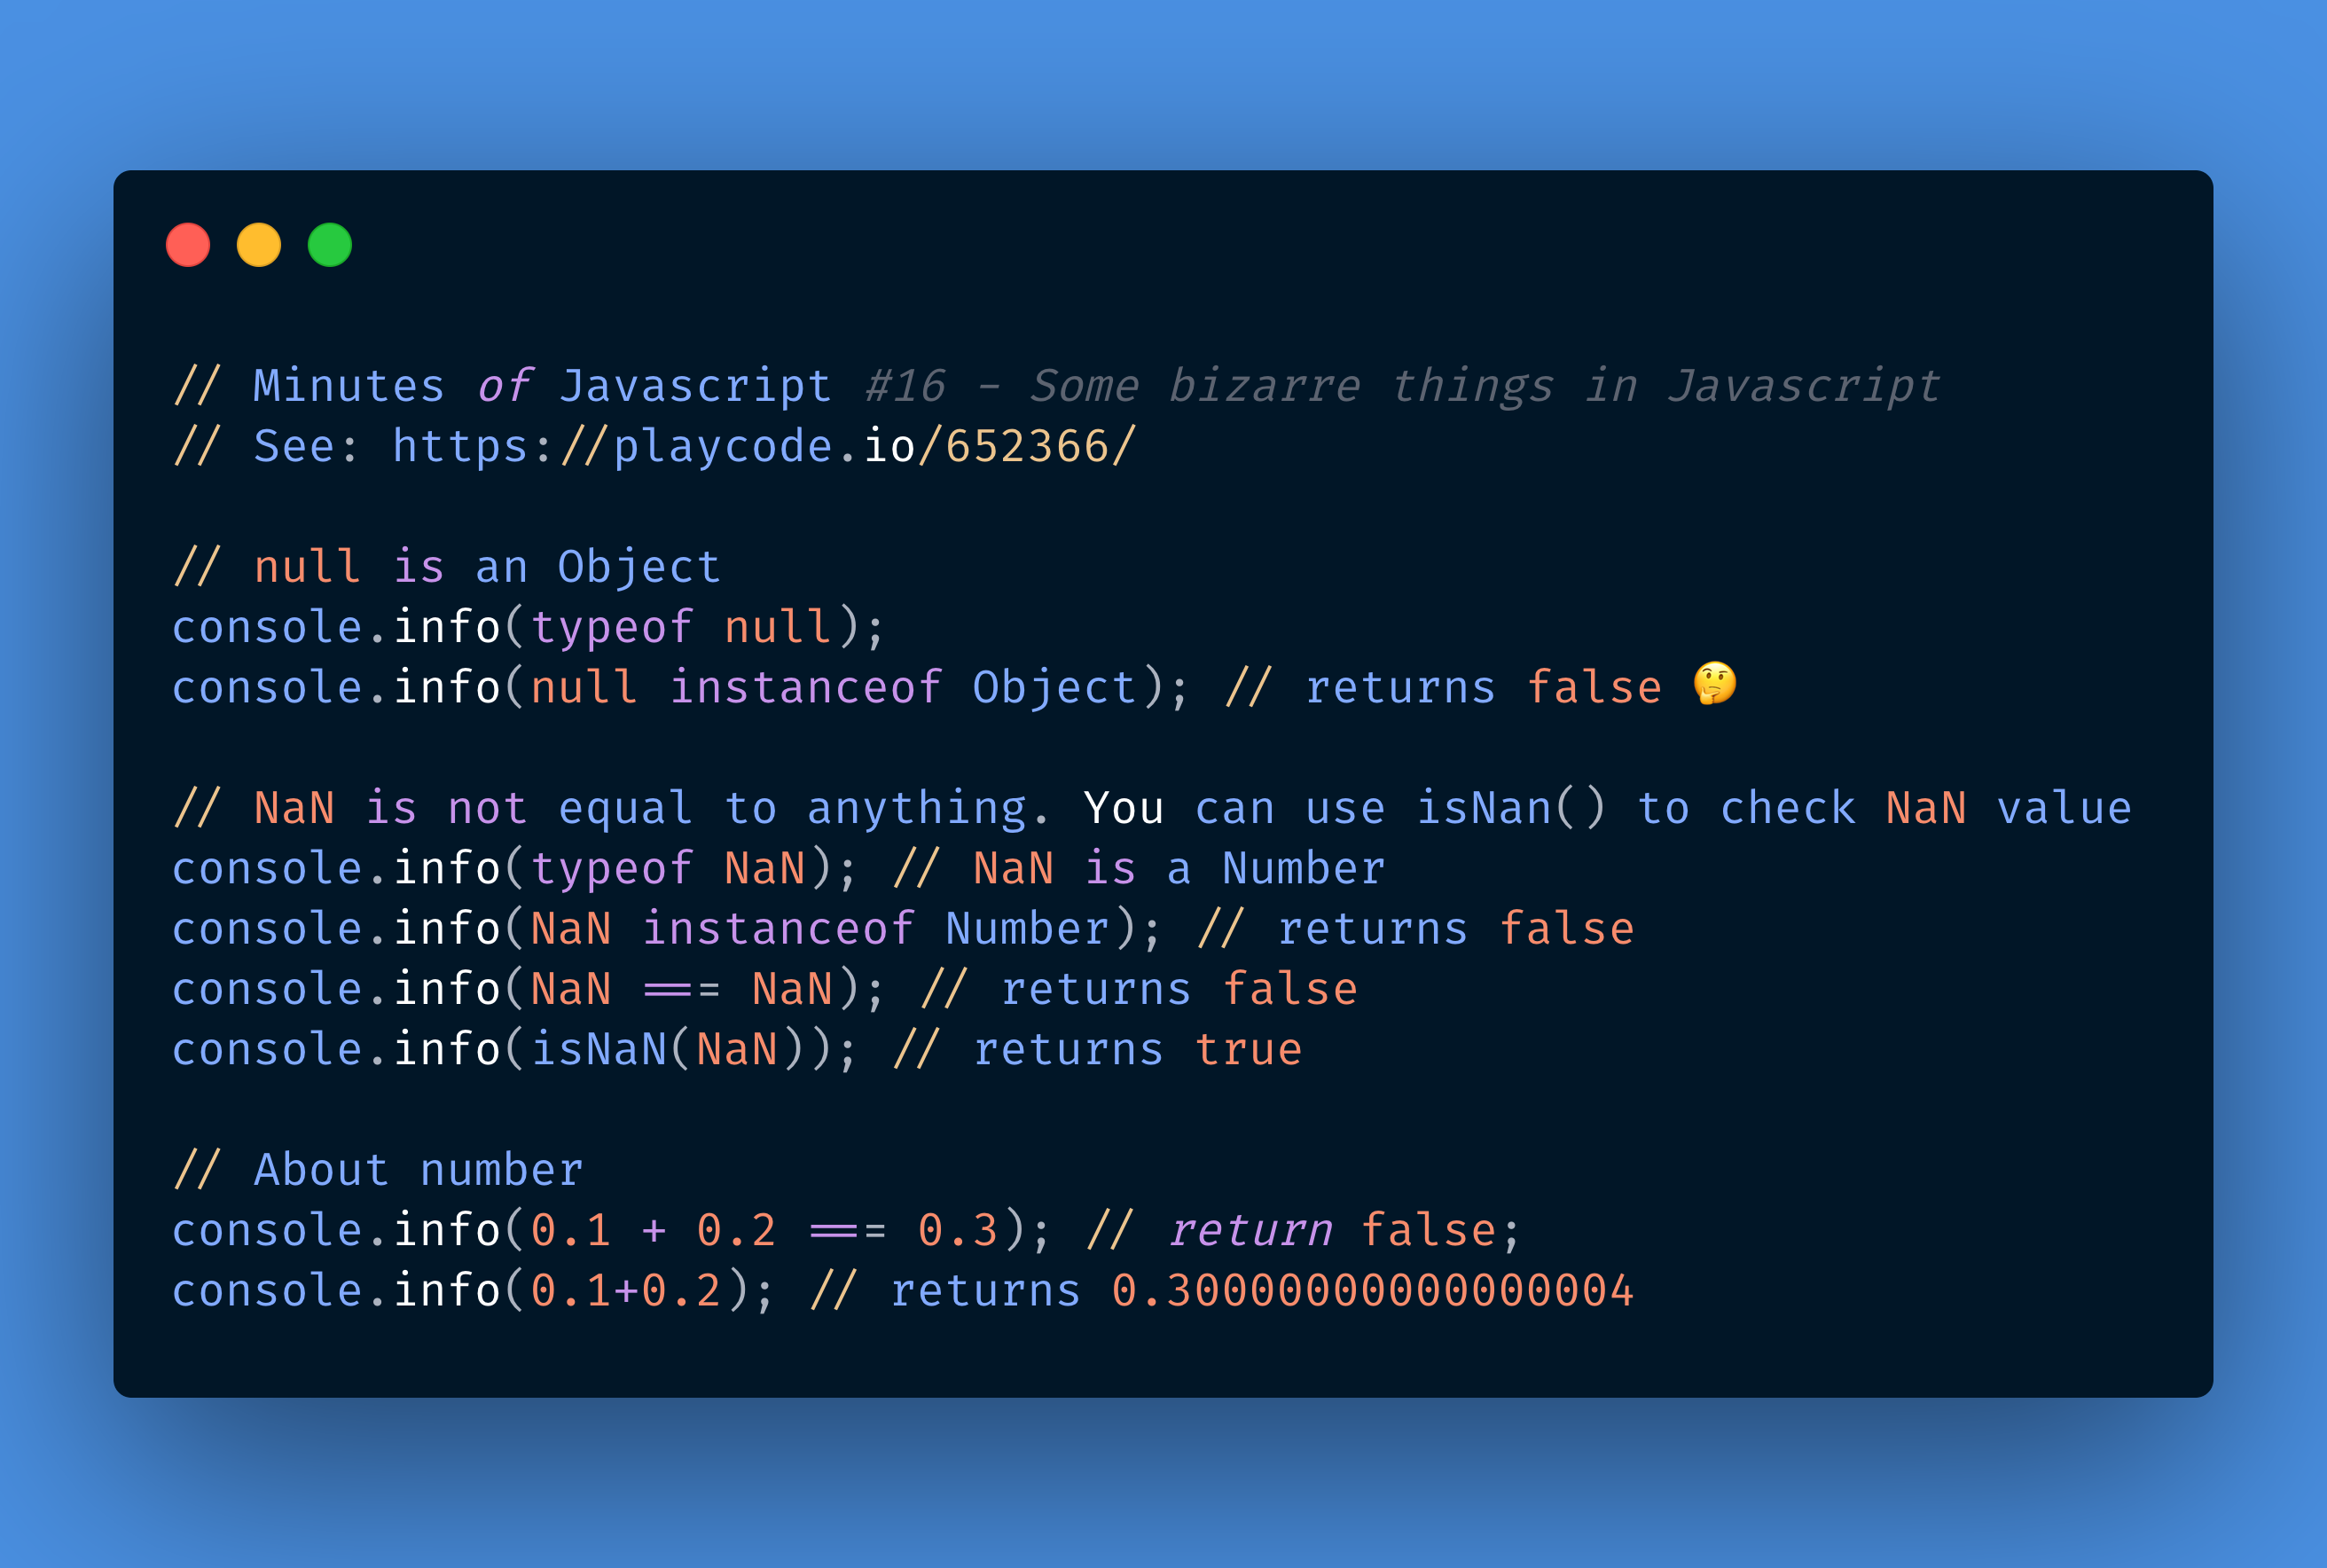 // Minutes of Javascript #16 - Some bizarre things in Javascript
// See: https://playcode.io/652366/
// null is an Object
console.info(typeof null);
console.info(null instanceof Object); // returns false 🤔
// NaN is not equal to anything. You can use isNan() to check NaN value
console.info(typeof NaN); // NaN is a Number
console.info(NaN instanceof Number); // returns false
console.info(NaN === NaN); // returns false
console.info(isNaN(NaN)); // returns true
// About number
console.info(0.1 + 0.2 === 0.3); // return false;
console.info(0.1+0.2); // returns 0.30000000000000004